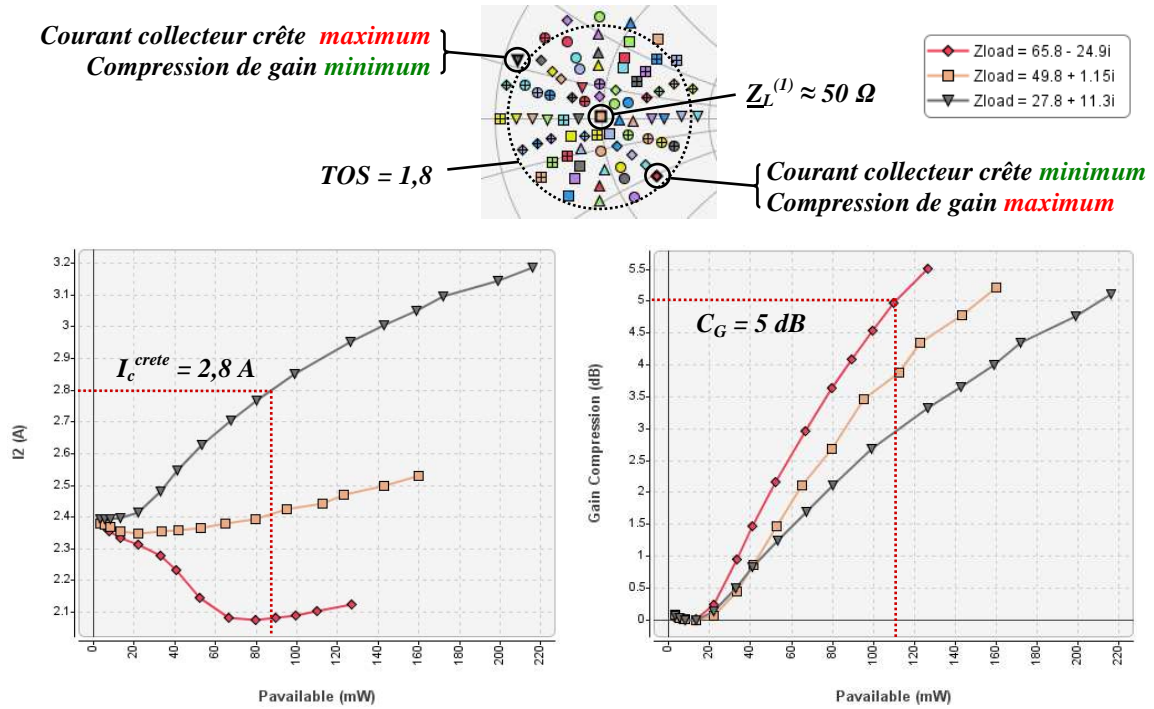 Courant collecteur crête maximum
Compression de gain minimum
Z_L^(1) ≈ 50 Ω
TOS = 1,8
Courant collecteur crête minimum
Compression de gain maximum
Zload = 65.8 - 24.9i
Zload = 49.8 + 1.15i
Zload = 27.8 + 11.3i
I2 (A)
3.2
3.1
3
2.9
2.8
2.7
2.6
2.5
2.4
2.3
2.2
2.1
I_c^crete = 2,8 A
0 20 40 60 80 100 120 140 160 180 200 220
Pavailable (mW)
Gain Compression (dB)
5.5
5
4.5
4
3.5
3
2.5
2
1.5
1
0.5
0
C_G = 5 dB
0 20 40 60 80 100 120 140 160 180 200 220
Pavailable (mW)